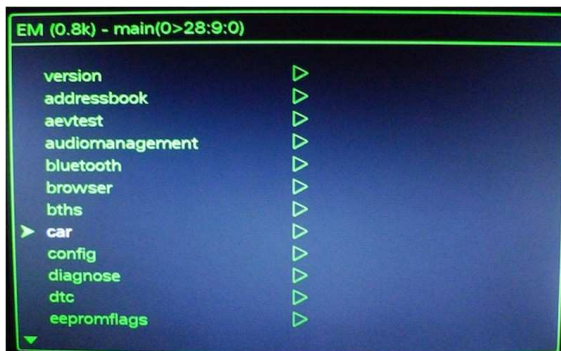 EM (0.8k) - main(0>28:9:0)
version
addressbook
aevtest
audiomanagement
bluetooth
browser
bths
car
config
diagnose
dtc
eepromflags